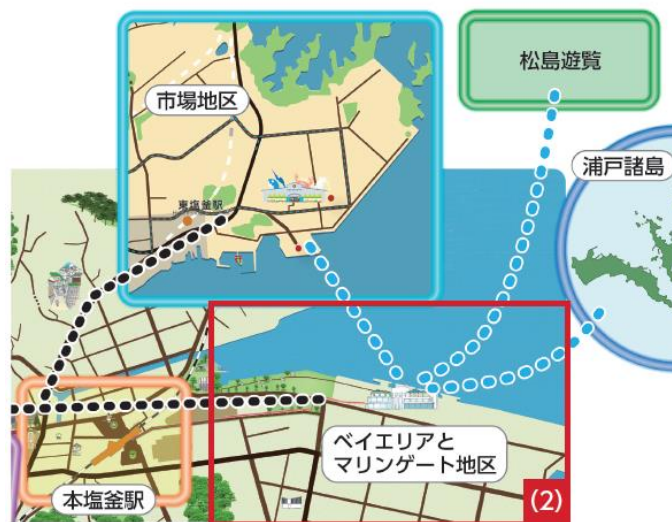 松島遊覧
市場地区
浦戸諸島
東塩釜駅
ベイエリアと
マリンゲート地区
本塩釜駅
(2)